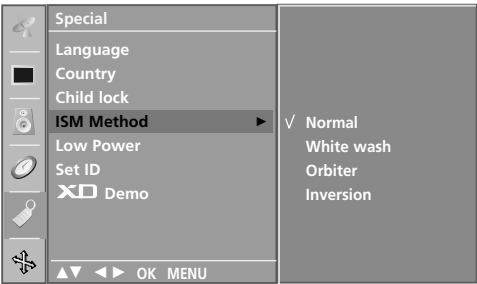 Special
Language
Country
Child lock
ISM Method ►
Low Power
Set ID
XD Demo
▲▼ ◄► OK MENU
√ Normal
White wash
Orbiter
Inversion